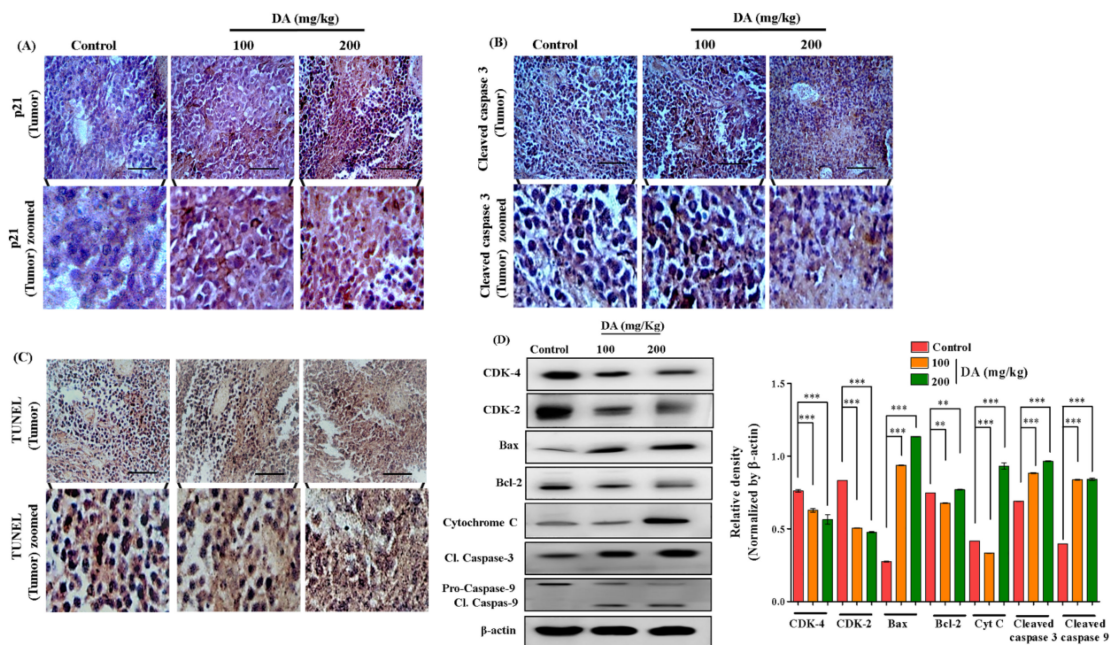 DA (mg/kg)
(A)
Control
100
200
p21
(Tumor)
p21
(Tumor) zoomed
DA (mg/kg)
(B)
Control
100
200
Cleaved caspase 3
(Tumor)
Cleaved caspase 3
(Tumor) zoomed
(C)
TUNEL
(Tumor)
TUNEL
(Tumor) zoomed
(D)
DA (mg/Kg)
Control
100
200
CDK-4
CDK-2
Bax
Bcl-2
Cytochrome C
Cl. Caspase-3
Pro-Caspase-9
Cl. Caspas-9
β-actin
Control
100
200
DA (mg/kg)
Relative density
(Normalized by β-actin)
1.5
1.0
0.5
0.0
***
***
***
***
***
***
**
**
***
***
***
***
***
***
CDK-4
CDK-2
Bax
Bcl-2
Cyt C
Cleaved
caspase 3
Cleaved
caspase 9